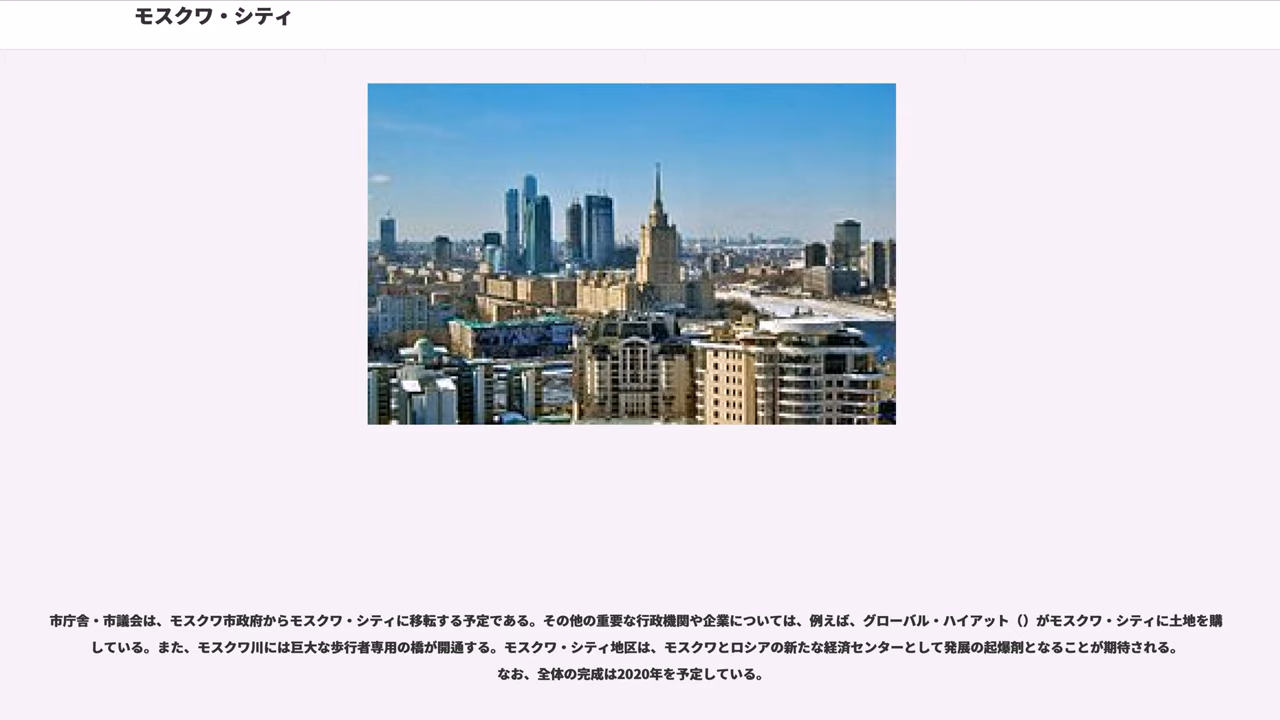 モスクワ・シティ
市庁舎・市議会は、モスクワ市政府からモスクワ・シティに移転する予定である。その他の重要な行政機関や企業については、例えば、グローバル・ハイアット（）がモスクワ・シティに土地を購
している。また、モスクワ川には巨大な歩行者専用の橋が開通する。モスクワ・シティ地区は、モスクワとロシアの新たな経済センターとして発展の起爆剤となることが期待される。
なお、全体の完成は2020年を予定している。